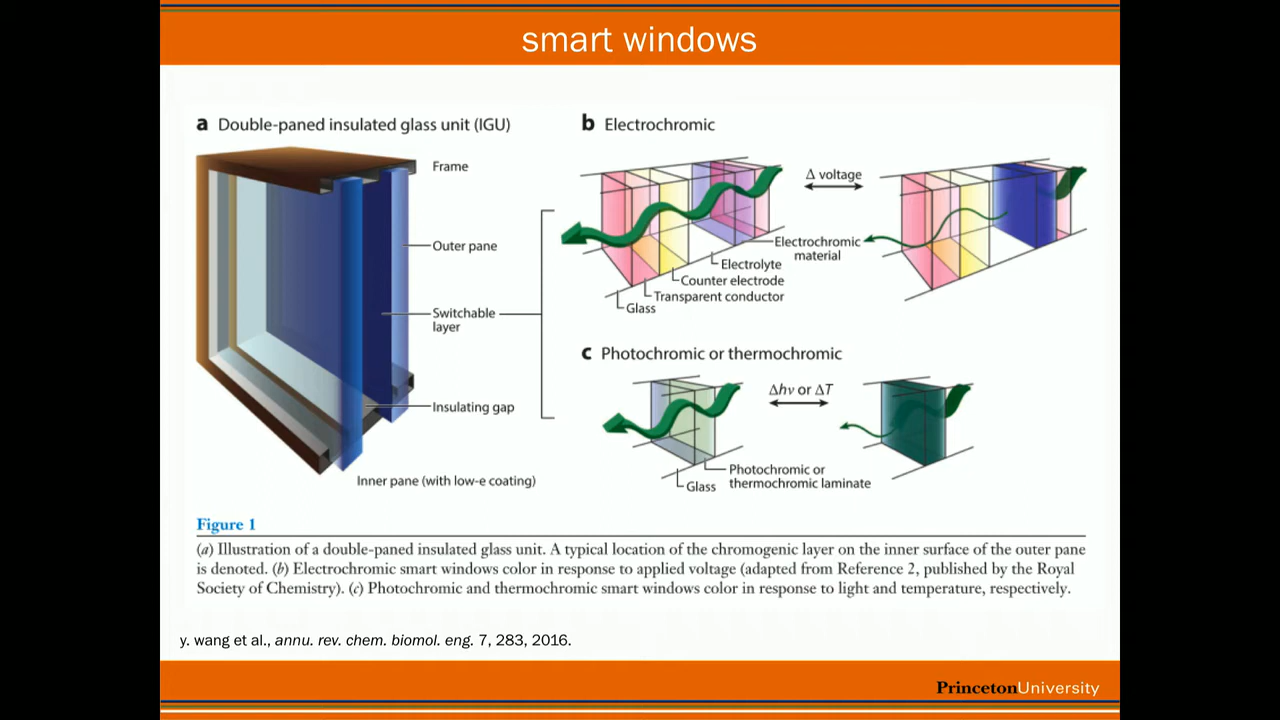 smart windows
a Double-paned insulated glass unit (IGU)
Frame
Outer pane
Switchable
layer
Insulating gap
Inner pane (with low-e coating)
b Electrochromic
Δ voltage
Electrochromic
material
Electrolyte
Counter electrode
Transparent conductor
Glass
c Photochromic or thermochromic
Δhν or ΔT
Photochromic or
thermochromic laminate
Glass
Figure 1
(a) Illustration of a double-paned insulated glass unit. A typical location of the chromogenic layer on the inner surface of the outer pane
is denoted. (b) Electrochromic smart windows color in response to applied voltage (adapted from Reference 2, published by the Royal
Society of Chemistry). (c) Photochromic and thermochromic smart windows color in response to light and temperature, respectively.
y. wang et al., annu. rev. chem. biomol. eng. 7, 283, 2016.
PrincetonUniversity